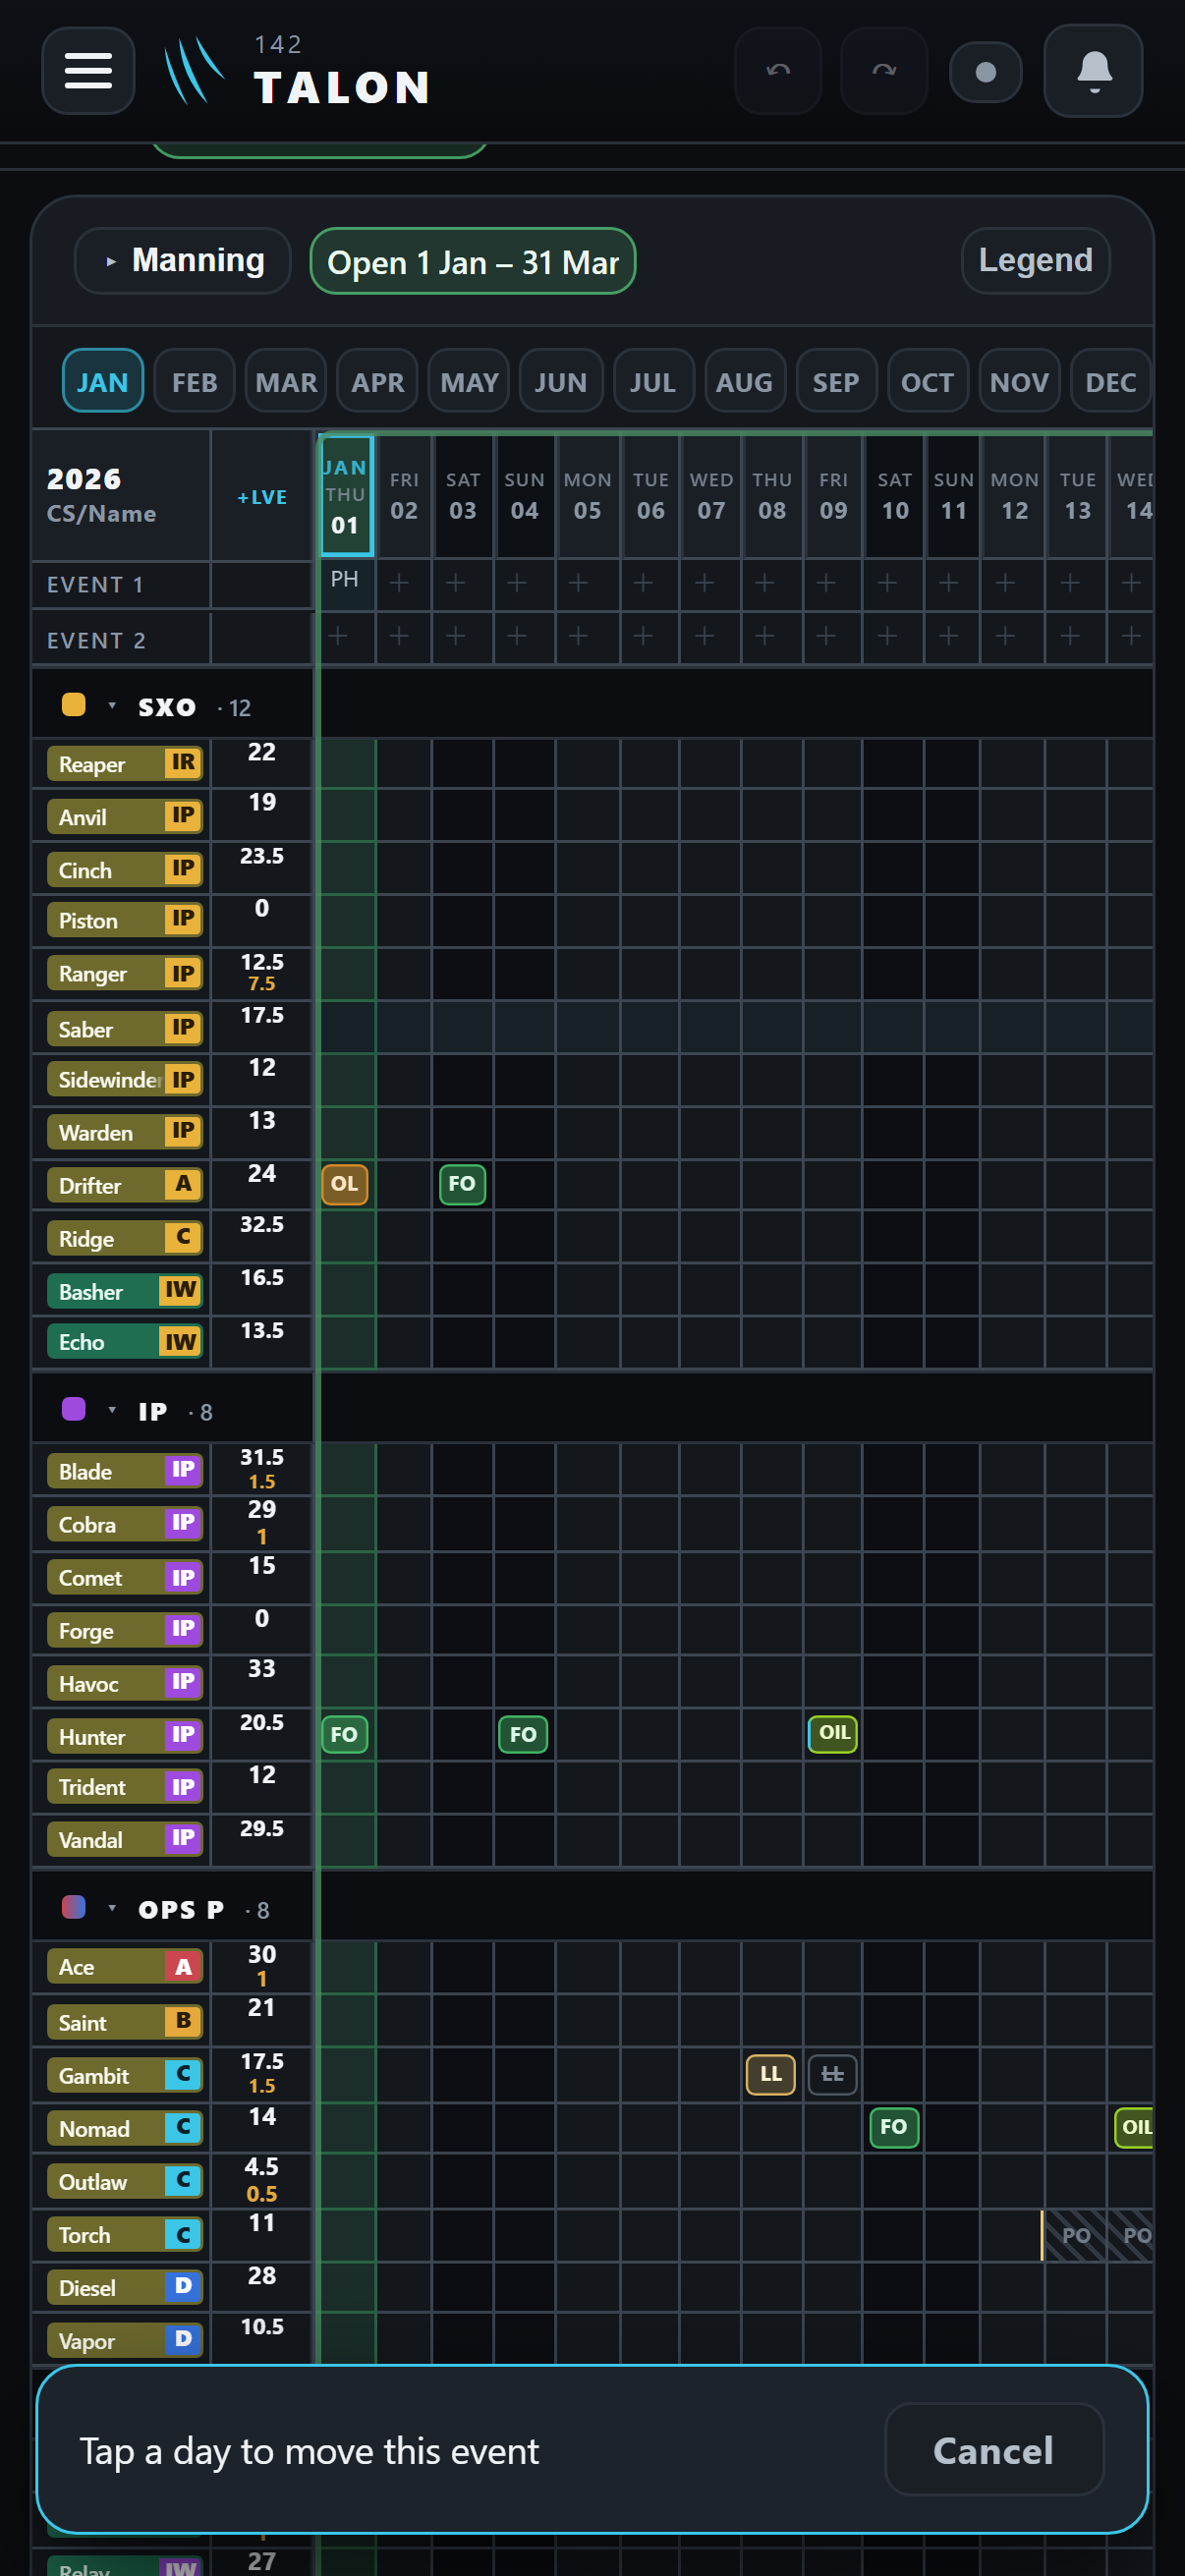 142
TALON
Manning
Open 1 Jan – 31 Mar
Legend
JAN FEB MAR APR MAY JUN JUL AUG SEP OCT NOV DEC
2026
CS/Name
+LVE
JAN
THU FRI SAT SUN MON TUE WED THU FRI SAT SUN MON TUE WED
01 02 03 04 05 06 07 08 09 10 11 12 13 14
EVENT 1 PH + + + + + + + + + + + + +
EVENT 2 + + + + + + + + + + + + + +
SXO · 12
Reaper IR 22
Anvil IP 19
Cinch IP 23.5
Piston IP 0
Ranger IP 12.5
7.5
Saber IP 17.5
Sidewinder IP 12
Warden IP 13
Drifter A 24 OL FO
Ridge C 32.5
Basher IW 16.5
Echo IW 13.5
IP · 8
Blade IP 31.5
1.5
Cobra IP 29
1
Comet IP 15
Forge IP 0
Havoc IP 33
Hunter IP 20.5 FO FO OIL
Trident IP 12
Vandal IP 29.5
OPS P · 8
Ace A 30
1
Saint B 21
Gambit C 17.5 LL LL
1.5
Nomad C 14 FO OIL
Outlaw C 4.5
0.5
Torch C 11 PO PO
Diesel D 28
Vapor D 10.5
Tap a day to move this event
Cancel
Relay IW 27